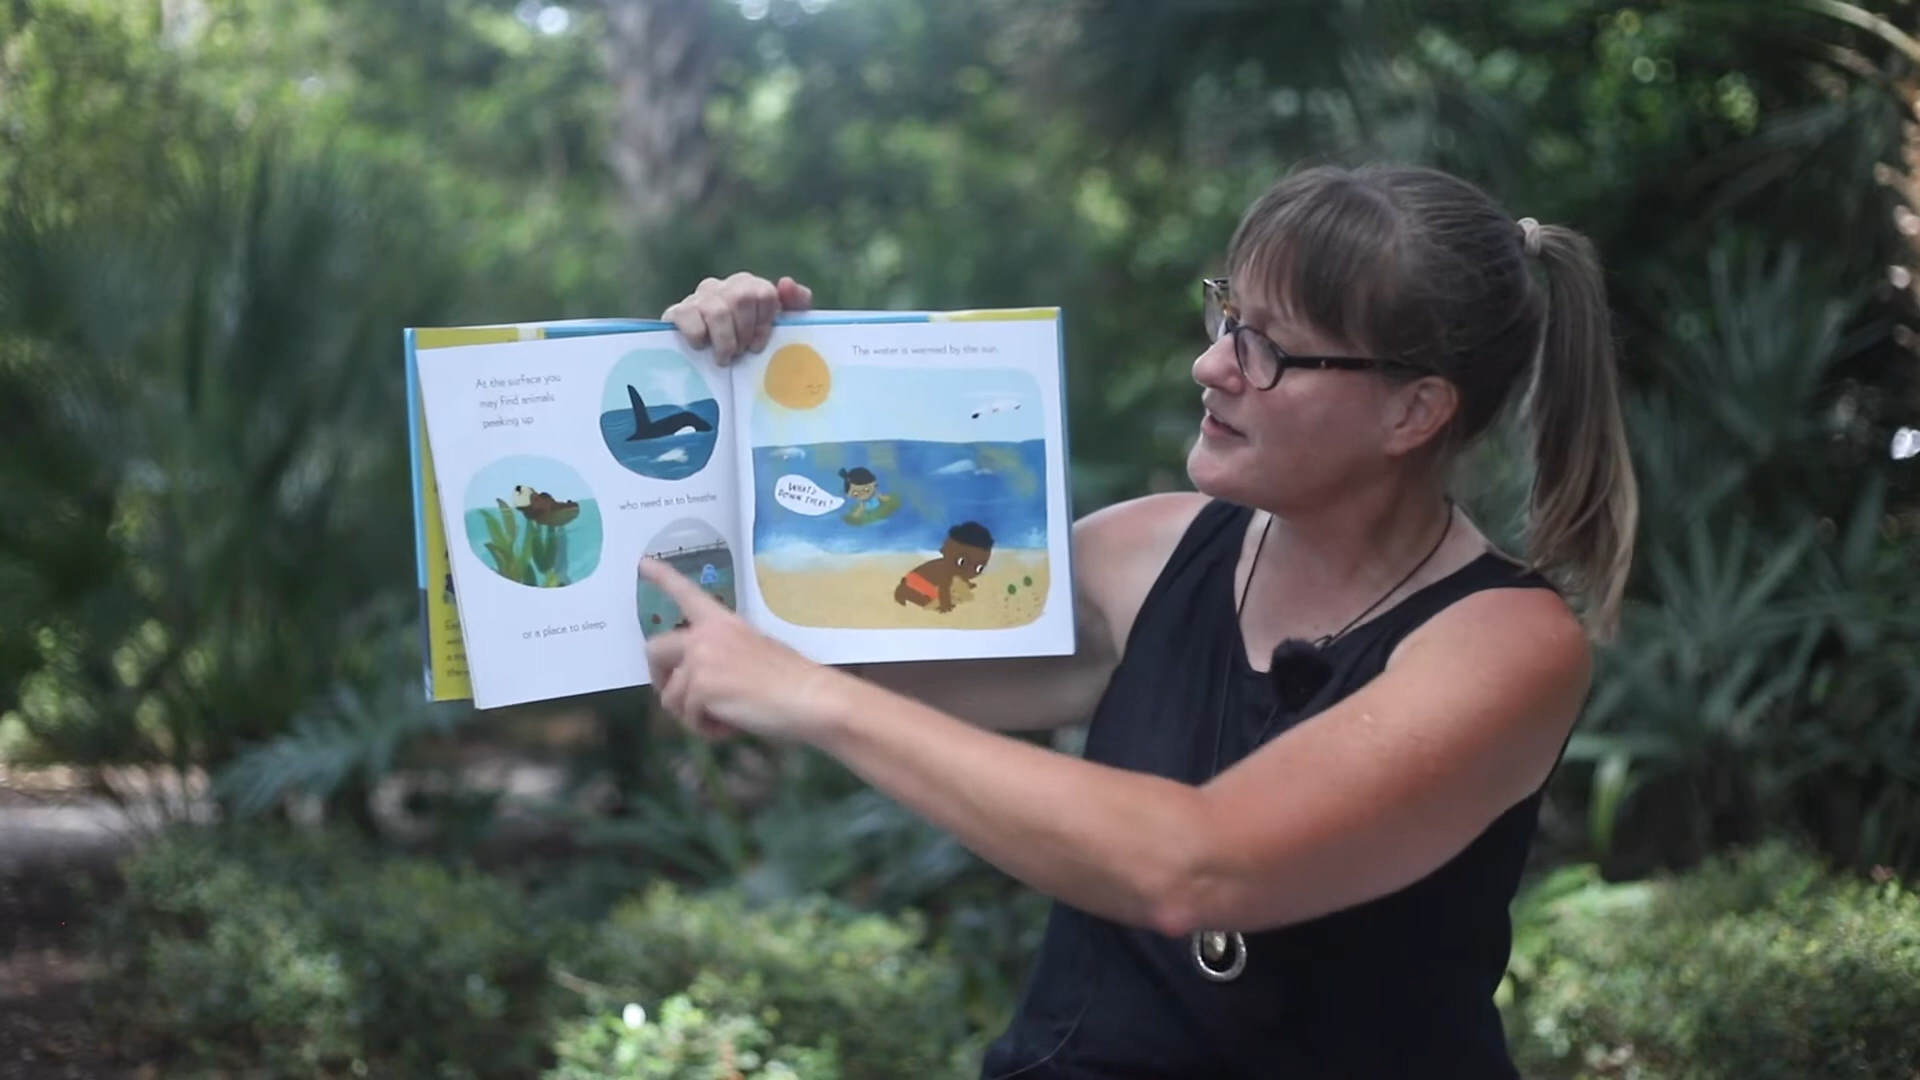 At the surface you
may find animals
peeking up
who need air to breathe
or a place to sleep.
The water is warmed by the sun.
WHAT'S
DOWN THERE?